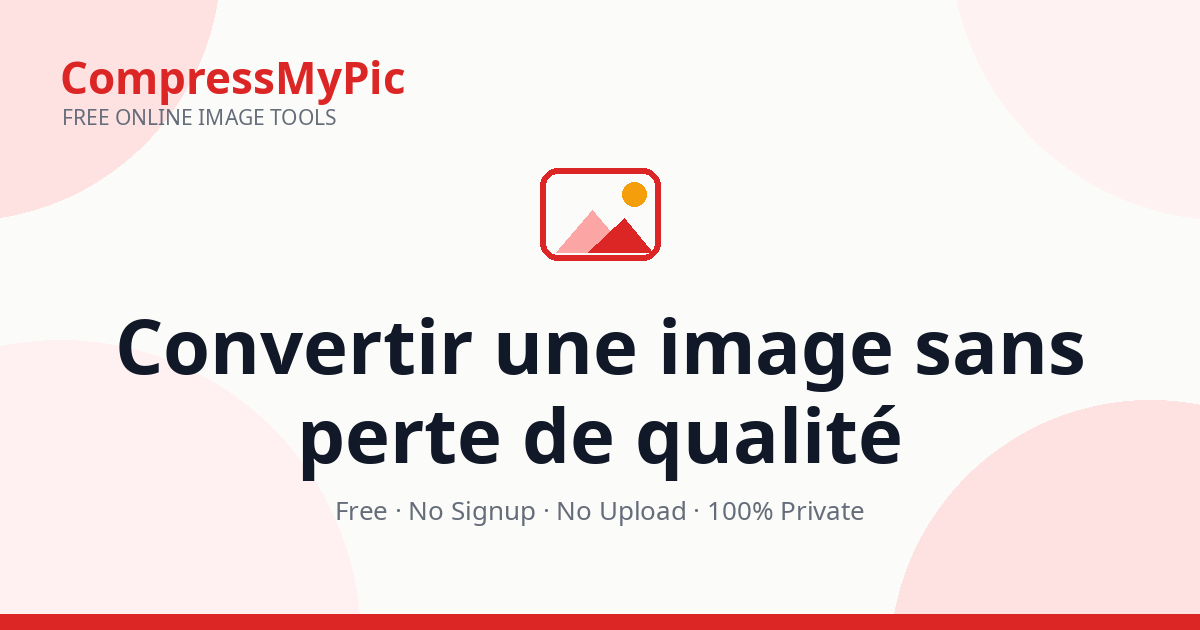 CompressMyPic
FREE ONLINE IMAGE TOOLS
Convertir une image sans
perte de qualité
Free · No Signup · No Upload · 100% Private